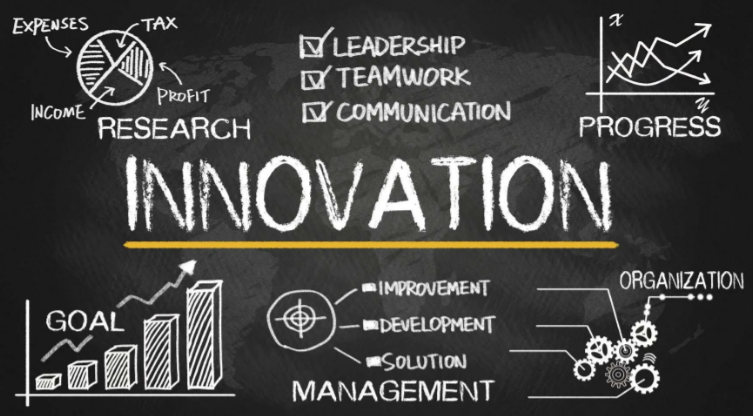 EXPENSES
TAX
INCOME
PROFIT
RESEARCH
LEADERSHIP
TEAMWORK
COMMUNICATION
x
y
PROGRESS
INNOVATION
GOAL
IMPROVEMENT
DEVELOPMENT
SOLUTION
MANAGEMENT
ORGANIZATION